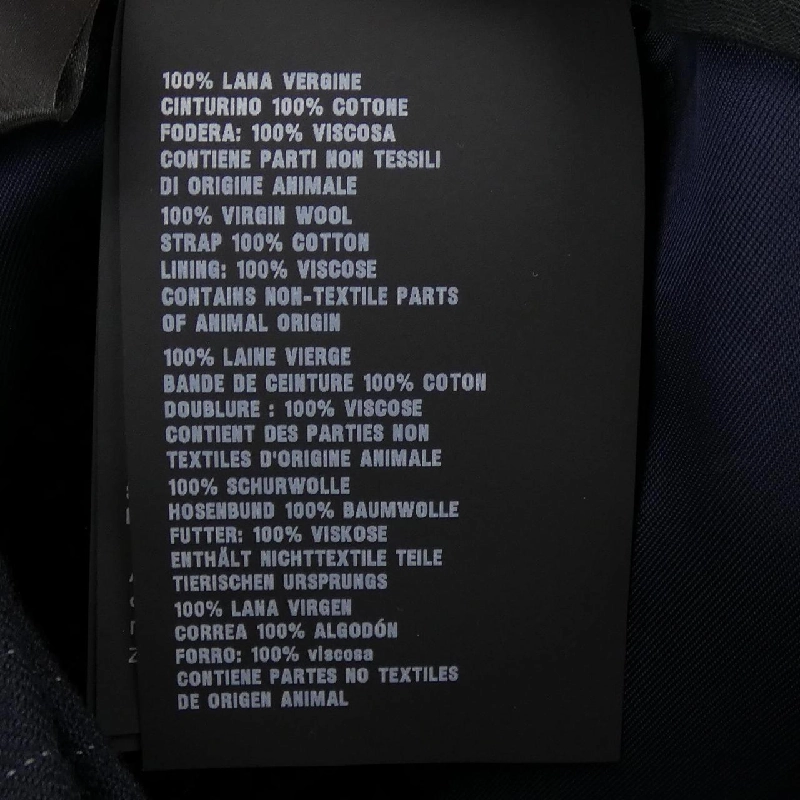 100% LANA VERGINE
CINTURINO 100% COTONE
FODERA: 100% VISCOSA
CONTIENE PARTI NON TESSILI
DI ORIGINE ANIMALE
100% VIRGIN WOOL
STRAP 100% COTTON
LINING: 100% VISCOSE
CONTAINS NON-TEXTILE PARTS
OF ANIMAL ORIGIN
100% LAINE VIERGE
BANDE DE CEINTURE 100% COTON
DOUBLURE : 100% VISCOSE
CONTIENT DES PARTIES NON
TEXTILES D'ORIGINE ANIMALE
100% SCHURWOLLE
HOSENBUND 100% BAUMWOLLE
FUTTER: 100% VISKOSE
ENTHÄLT NICHTTEXTILE TEILE
TIERISCHEN URSPRUNGS
100% LANA VIRGEN
CORREA 100% ALGODÓN
FORRO: 100% viscosa
CONTIENE PARTES NO TEXTILES
DE ORIGEN ANIMAL